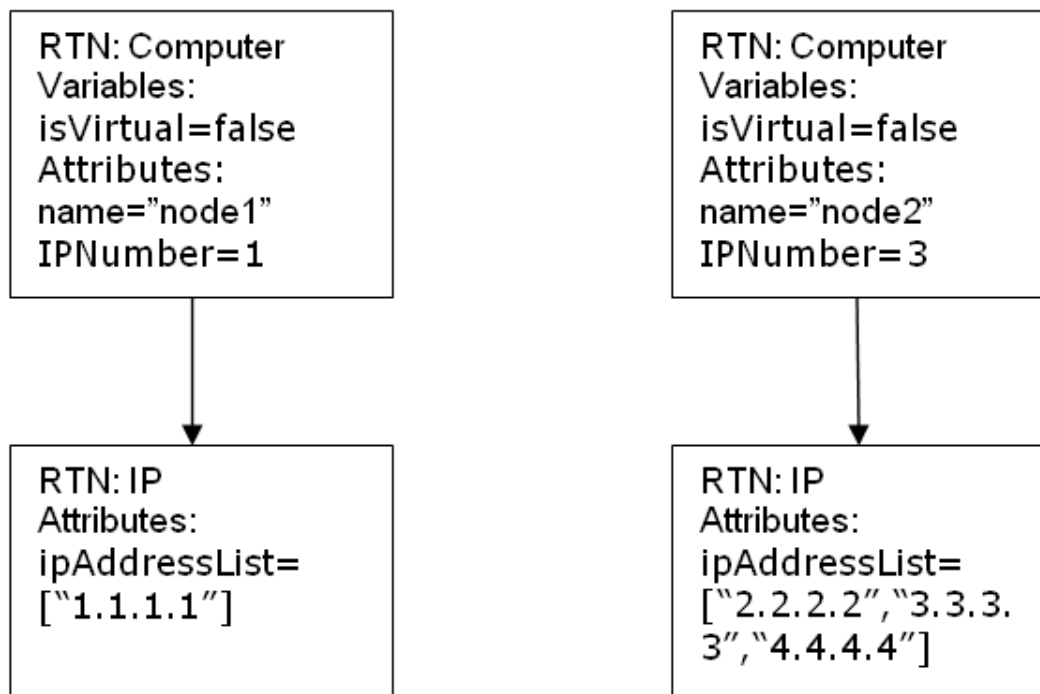 RTN: Computer
Variables:
isVirtual=false
Attributes:
name=”node1”
IPNumber=1
RTN: Computer
Variables:
isVirtual=false
Attributes:
name=”node2”
IPNumber=3
RTN: IP
Attributes:
ipAddressList=
[“1.1.1.1”]
RTN: IP
Attributes:
ipAddressList=
[“2.2.2.2”,“3.3.3.
3”,“4.4.4.4”]